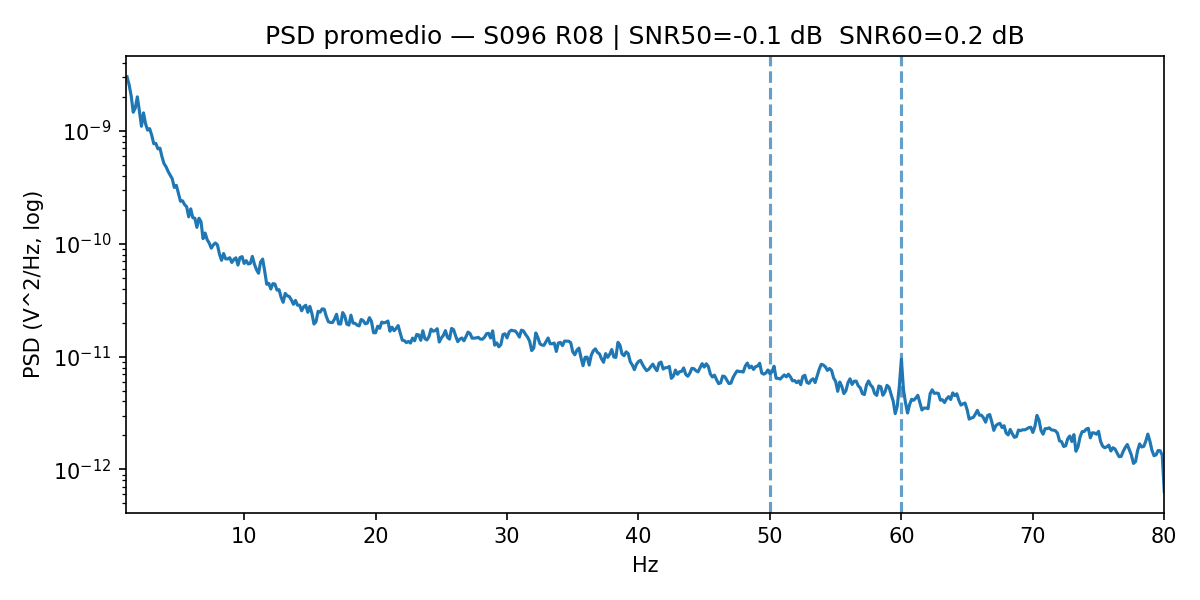 PSD promedio — S096 R08 | SNR50=-0.1 dB  SNR60=0.2 dB
PSD (V^2/Hz, log)
10⁻⁹
10⁻¹⁰
10⁻¹¹
10⁻¹²
10 20 30 40 50 60 70 80
Hz